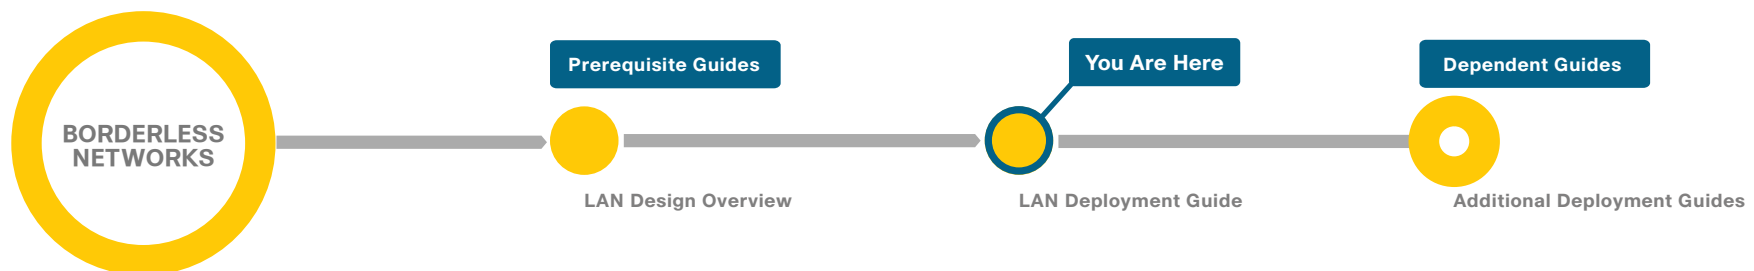 BORDERLESS
NETWORKS
Prerequisite Guides
You Are Here
Dependent Guides
LAN Design Overview
LAN Deployment Guide
Additional Deployment Guides